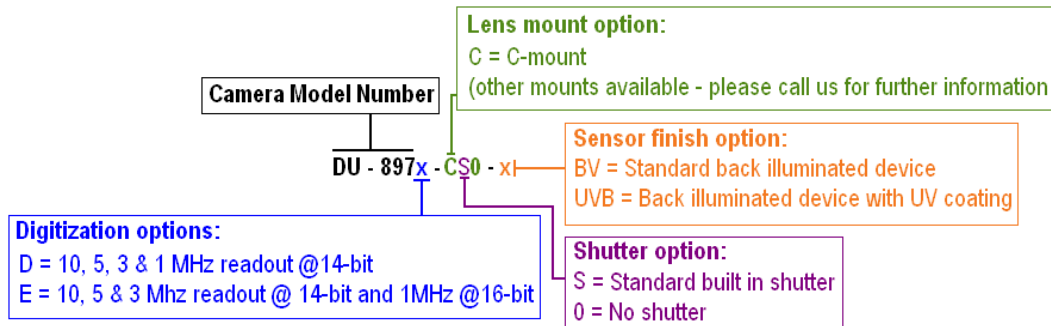 Lens mount option:
C = C-mount
(other mounts available - please call us for further information
Camera Model Number
DU - 897x - CS0 - x
Sensor finish option:
BV = Standard back illuminated device
UVB = Back illuminated device with UV coating
Digitization options:
D = 10, 5, 3 & 1 MHz readout @14-bit
E = 10, 5 & 3 Mhz readout @ 14-bit and 1MHz @16-bit
Shutter option:
S = Standard built in shutter
0 = No shutter